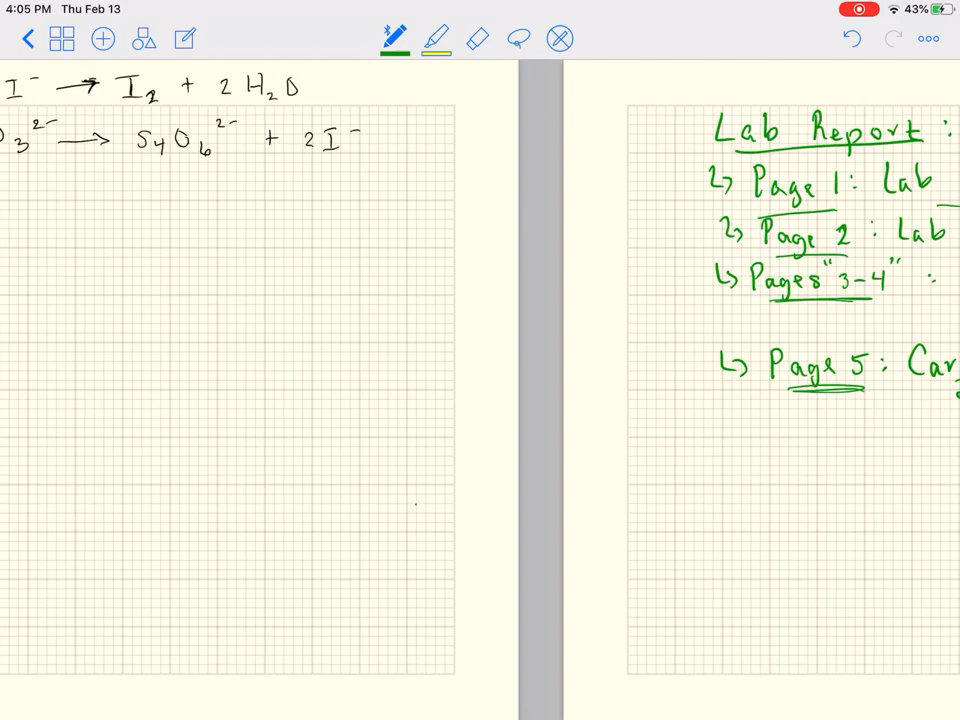 4:05 PM Thu Feb 13
43%
I⁻ → I₂ + 2 H₂O
O₃²⁻ → S₄O₆²⁻ + 2 I⁻
Lab Report :
↳ Page 1 : Lab
↳ Page 2 : Lab
↳ Pages "3-4" :
↳ Page 5 :